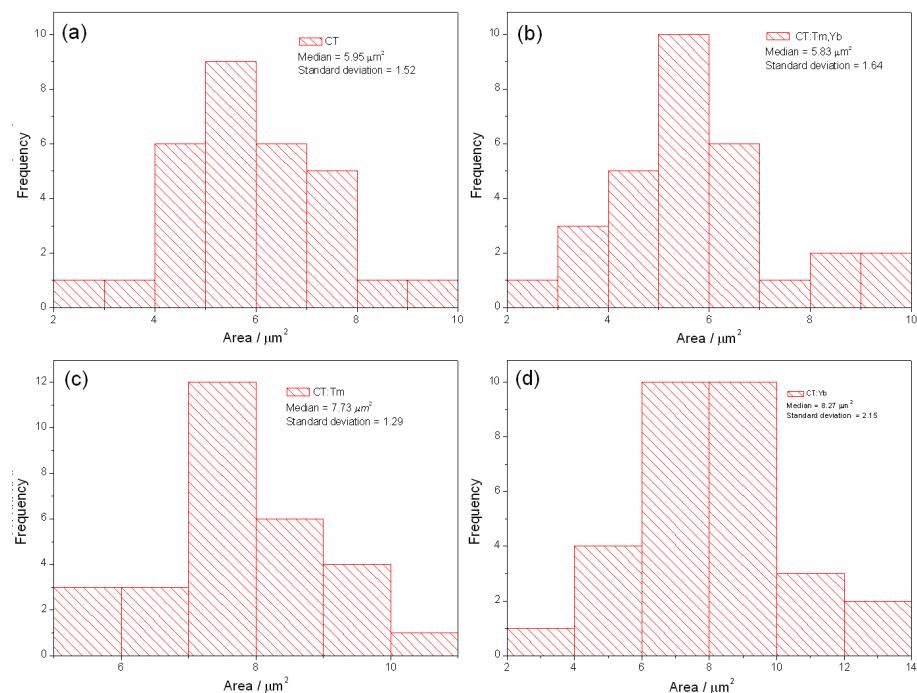 (a)
CT
Median = 5.95 μm²
Standard deviation = 1.52
10
8
6
4
2
0
Frequency
2 4 6 8 10
Area / μm²
(b)
CT:Tm,Yb
Median = 5.83 μm²
Standard deviation = 1.64
10
8
6
4
2
0
Frequency
2 3 4 5 6 7 8 9 10
Area / μm²
(c)
CT:Tm
Median = 7.73 μm²
Standard deviation = 1.29
12
10
8
6
4
2
0
Frequency
6 8 10
Area / μm²
(d)
CT:Yb
Median = 8.27 μm²
Standard deviation = 2.15
10
8
6
4
2
0
Frequency
2 4 6 8 10 12 14
Area / μm²